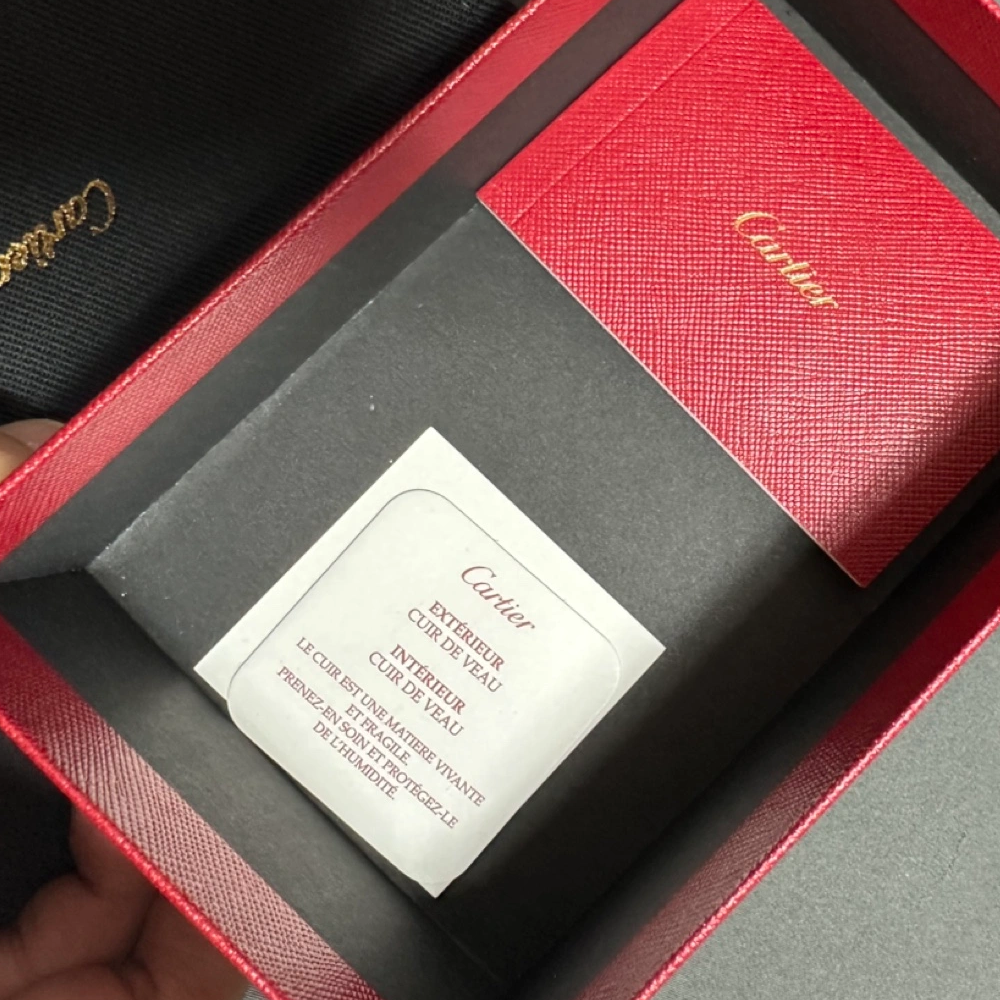 Cartier
Cartier
Cartier
EXTÉRIEUR
CUIR DE VEAU
INTÉRIEUR
CUIR DE VEAU
LE CUIR EST UNE MATIERE VIVANTE
ET FRAGILE.
PRENEZ-EN SOIN ET PROTÉGEZ-LE
DE L'HUMIDITÉ.